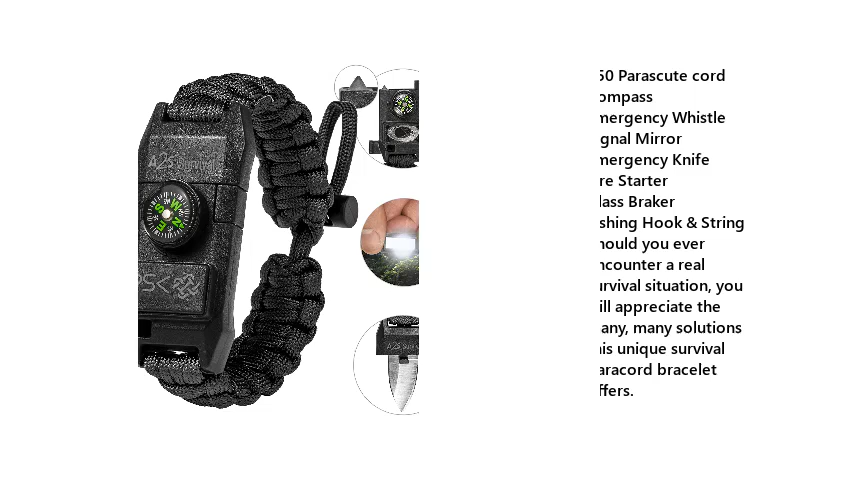 A2S
50 Parascute cord
ompass
mergency Whistle
gnal Mirror
mergency Knife
re Starter
lass Braker
shing Hook & String
hould you ever
ncounter a real
urvival situation, you
ill appreciate the
any, many solutions
his unique survival
aracord bracelet
ffers.